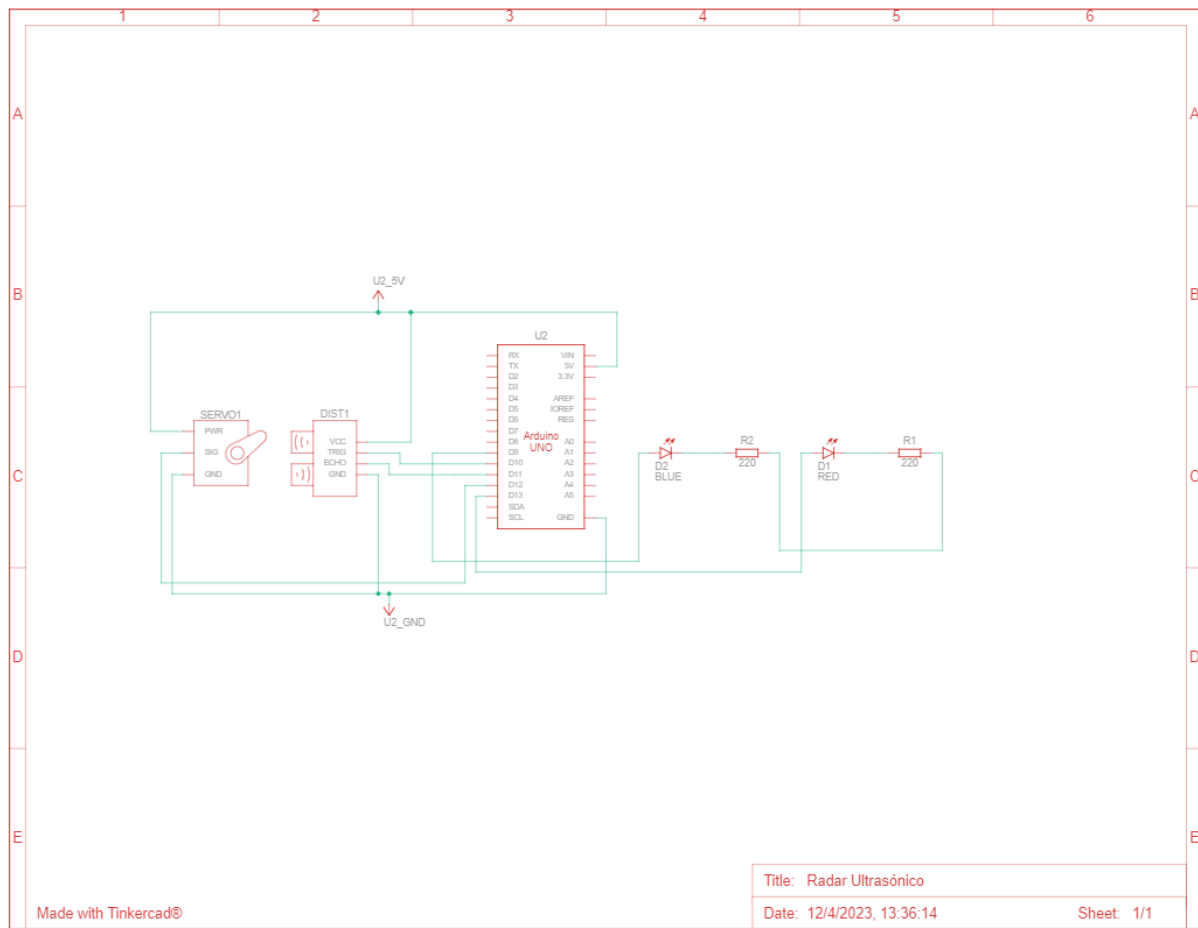 1 2 3 4 5 6
A A
B B
C C
D D
E E
U2_5V
U2
RX VIN
TX 5V
D2 3.3V
D3
D4 AREF
D5 IOREF
D6 RES
D7
D8 A0
D9 A1
D10 A2
D11 A3
D12 A4
D13 A5
SDA
SCL GND
Arduino
UNO
SERVO1
PWR
SIG
GND
DIST1
VCC
TRIG
ECHO
GND
D2
BLUE
R2
220
D1
RED
R1
220
U2_GND
Title: Radar Ultrasónico
Date: 12/4/2023, 13:36:14 Sheet: 1/1
Made with Tinkercad®